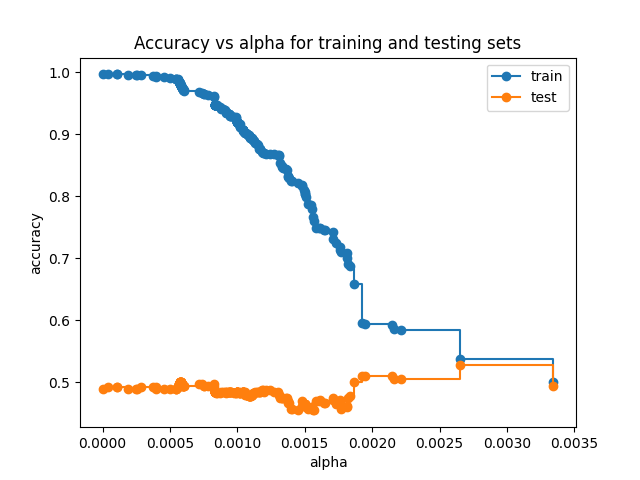 Accuracy vs alpha for training and testing sets
train
test
accuracy
1.0
0.9
0.8
0.7
0.6
0.5
0.0000 0.0005 0.0010 0.0015 0.0020 0.0025 0.0030 0.0035
alpha